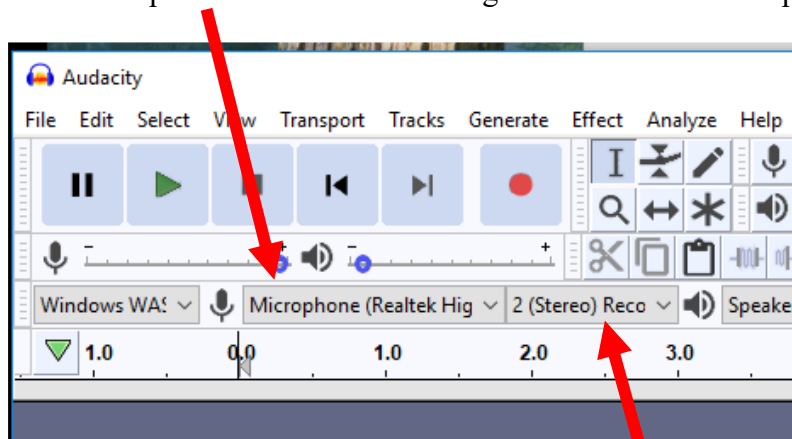 Audacity
File Edit Select View Transport Tracks Generate Effect Analyze Help
- + - +
Windows WAS Microphone (Realtek Hig 2 (Stereo) Reco Speake
1.0 0.0 1.0 2.0 3.0